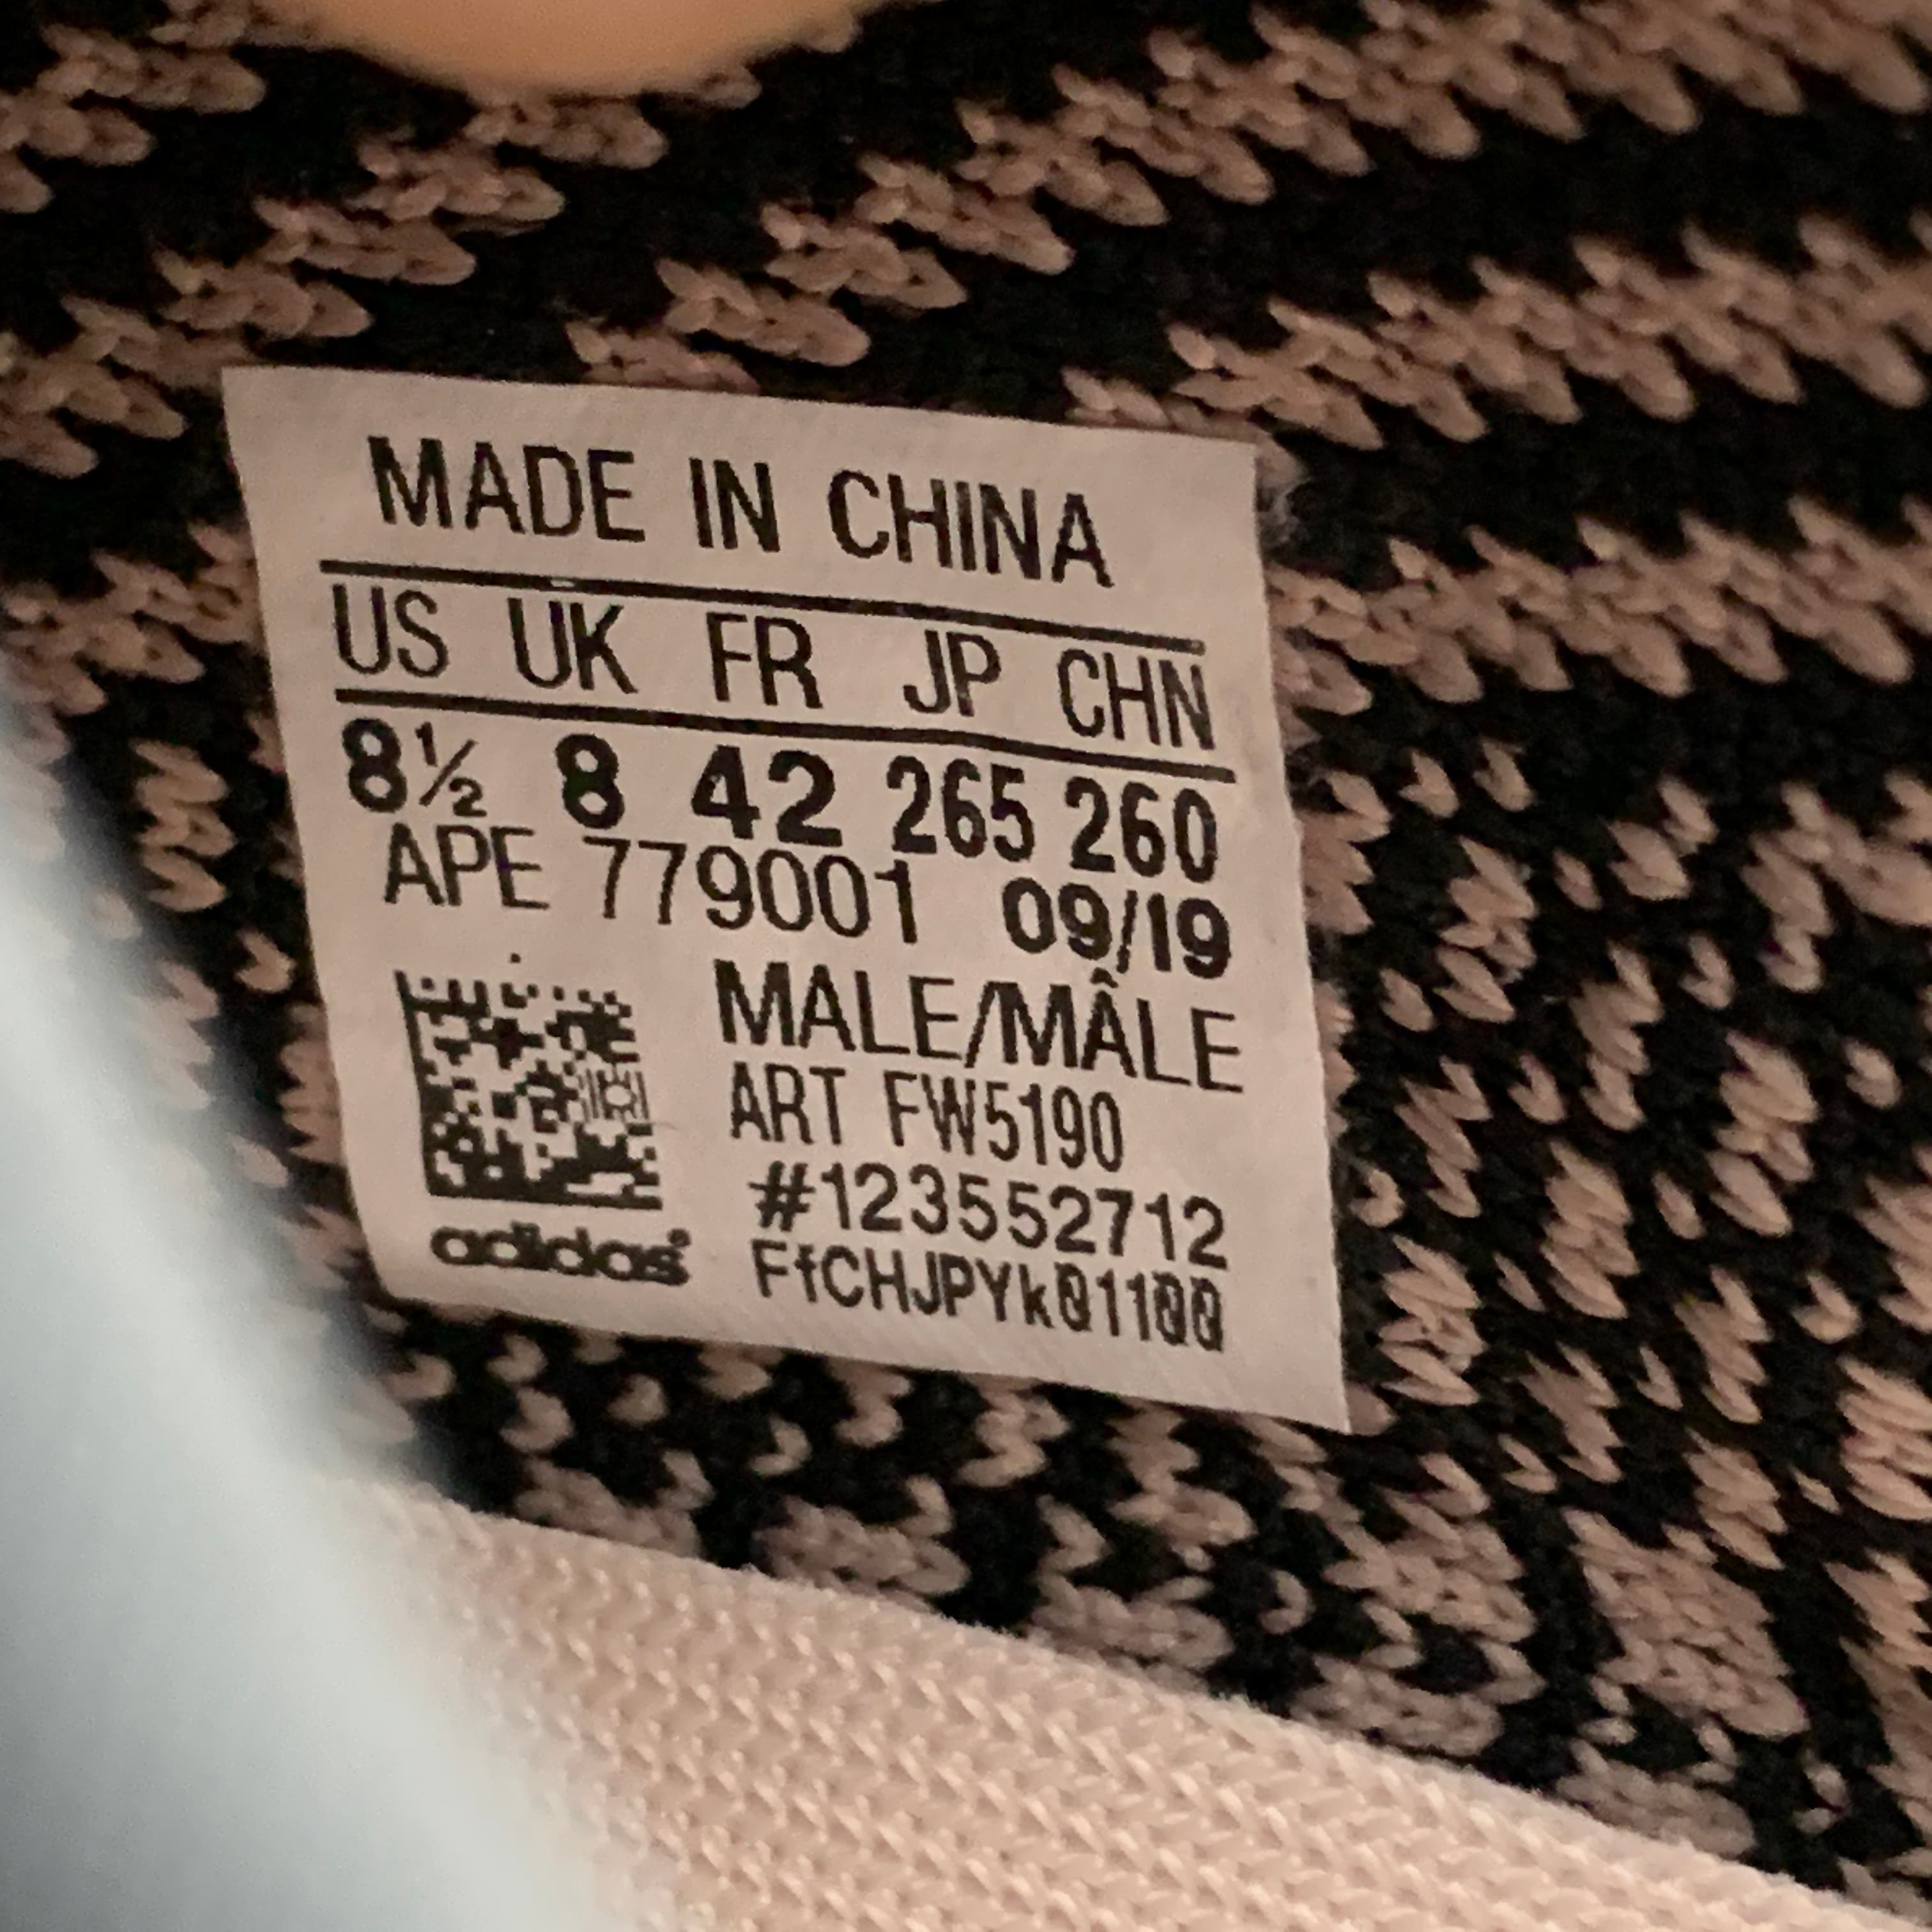 MADE IN CHINA
US UK FR JP CHN
8½ 8 42 265 260
APE 779001 09/19
MALE/MÂLE
ART FW5190
#123552712
adidas® FfCHJPYk01100